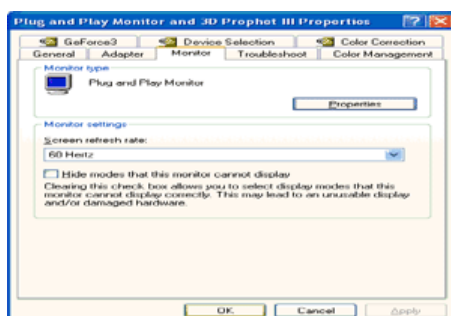 Plug and Play Monitor and 3D Prophet III Properties
GeForce3 Device Selection Color Correction
General Adapter Monitor Troubleshoot Color Management
Monitor type
Plug and Play Monitor
Properties
Monitor settings
Screen refresh rate:
60 Hertz
Hide modes that this monitor cannot display
Clearing this check box allows you to select display modes that this
monitor cannot display correctly. This may lead to an unusable display
and/or damaged hardware.
OK Cancel Apply